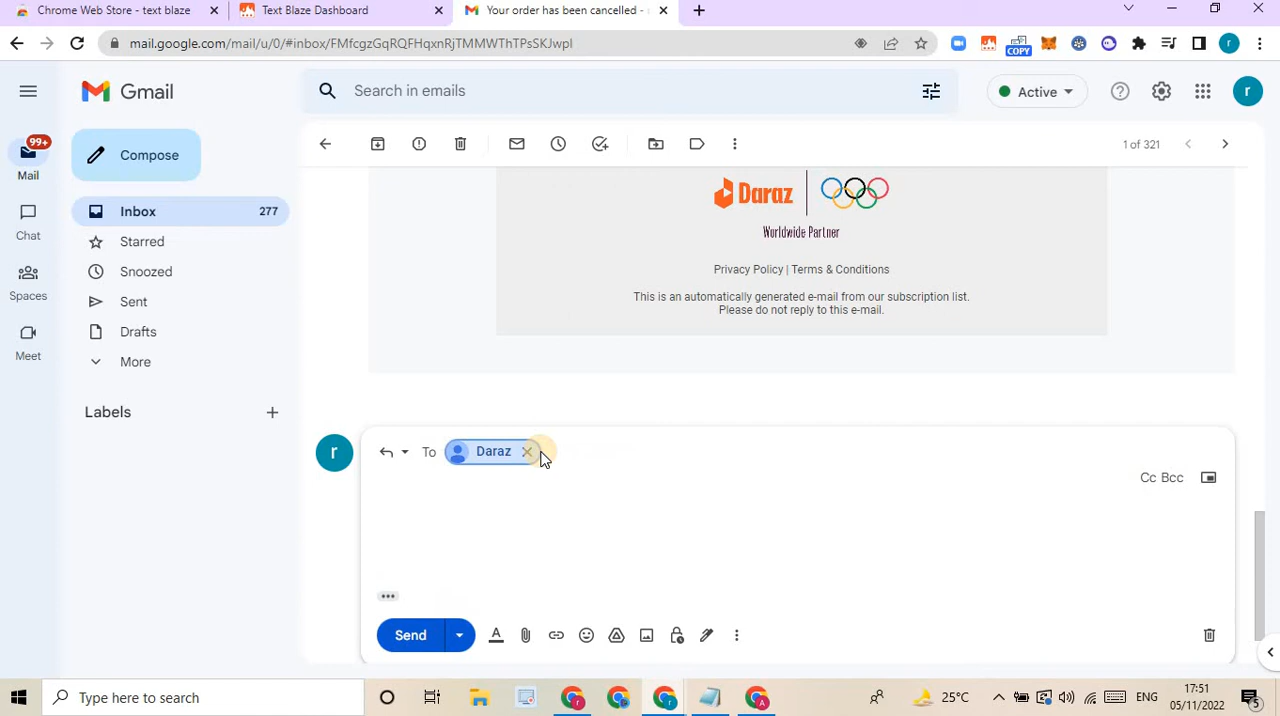 Chrome Web Store - text blaze
Text Blaze Dashboard
Your order has been cancelled -
mail.google.com/mail/u/0/#inbox/FMfcgzGqRQFHqxnRjTMMWThTPsSKJwpl
COPY
r
Gmail
Search in emails
Active
r
99+
Mail
Compose
1 of 321
Chat
Inbox
277
Starred
Snoozed
Spaces
Sent
Drafts
Meet
More
Labels
Daraz
Worldwide Partner
Privacy Policy | Terms & Conditions
This is an automatically generated e-mail from our subscription list.
Please do not reply to this e-mail.
r
To
Daraz
Cc Bcc
Send
Type here to search
25°C
ENG
17:51
05/11/2022
5